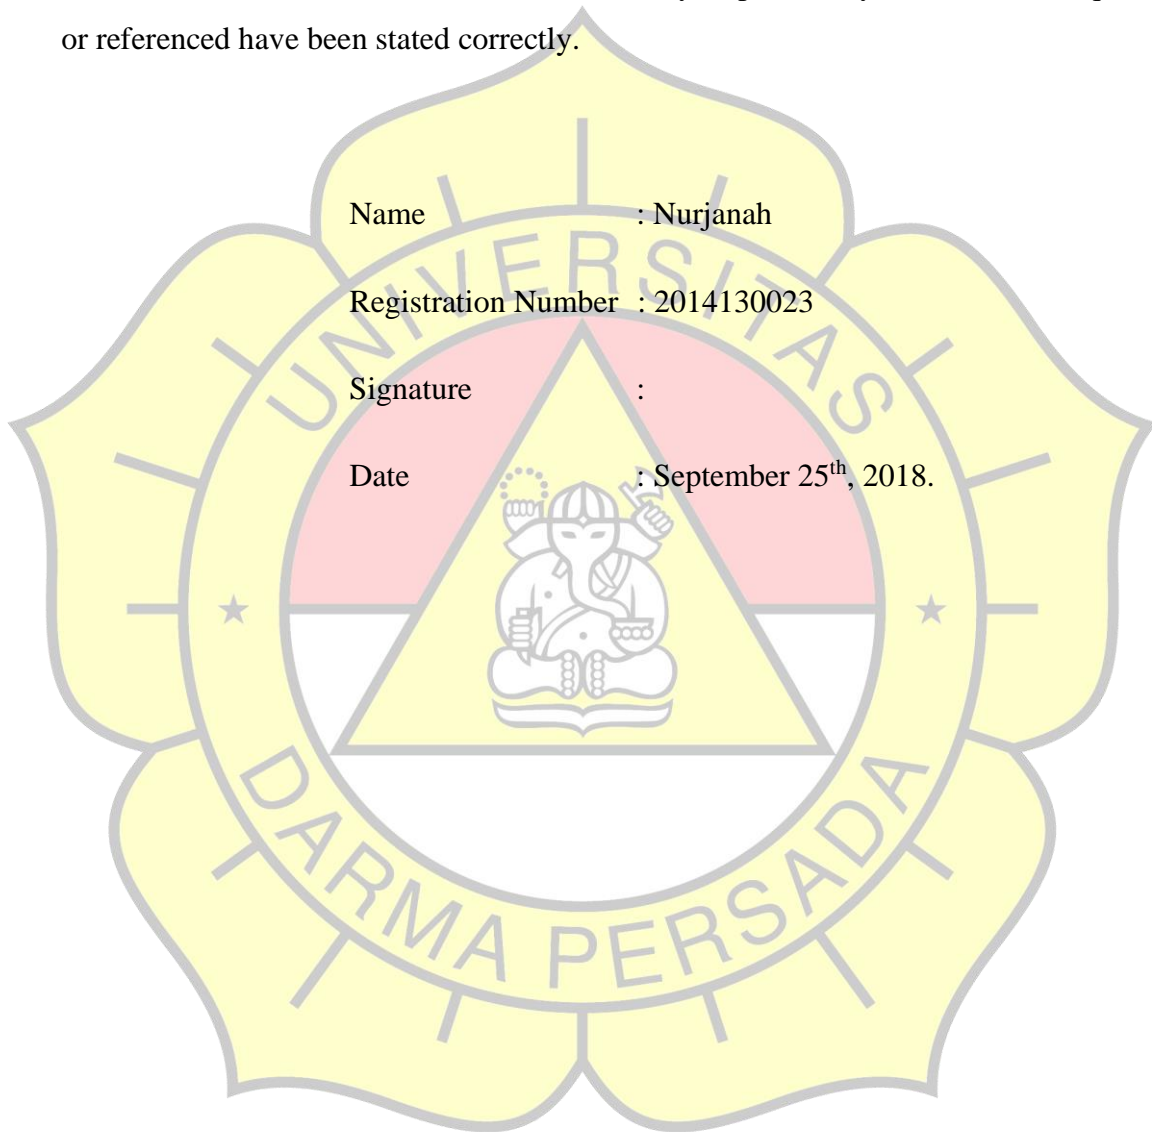 or referenced have been stated correctly.
Name : Nurjanah
Registration Number : 2014130023
Signature :
Date : September 25th, 2018.
UNIVERSITAS
DARMA PERSADA